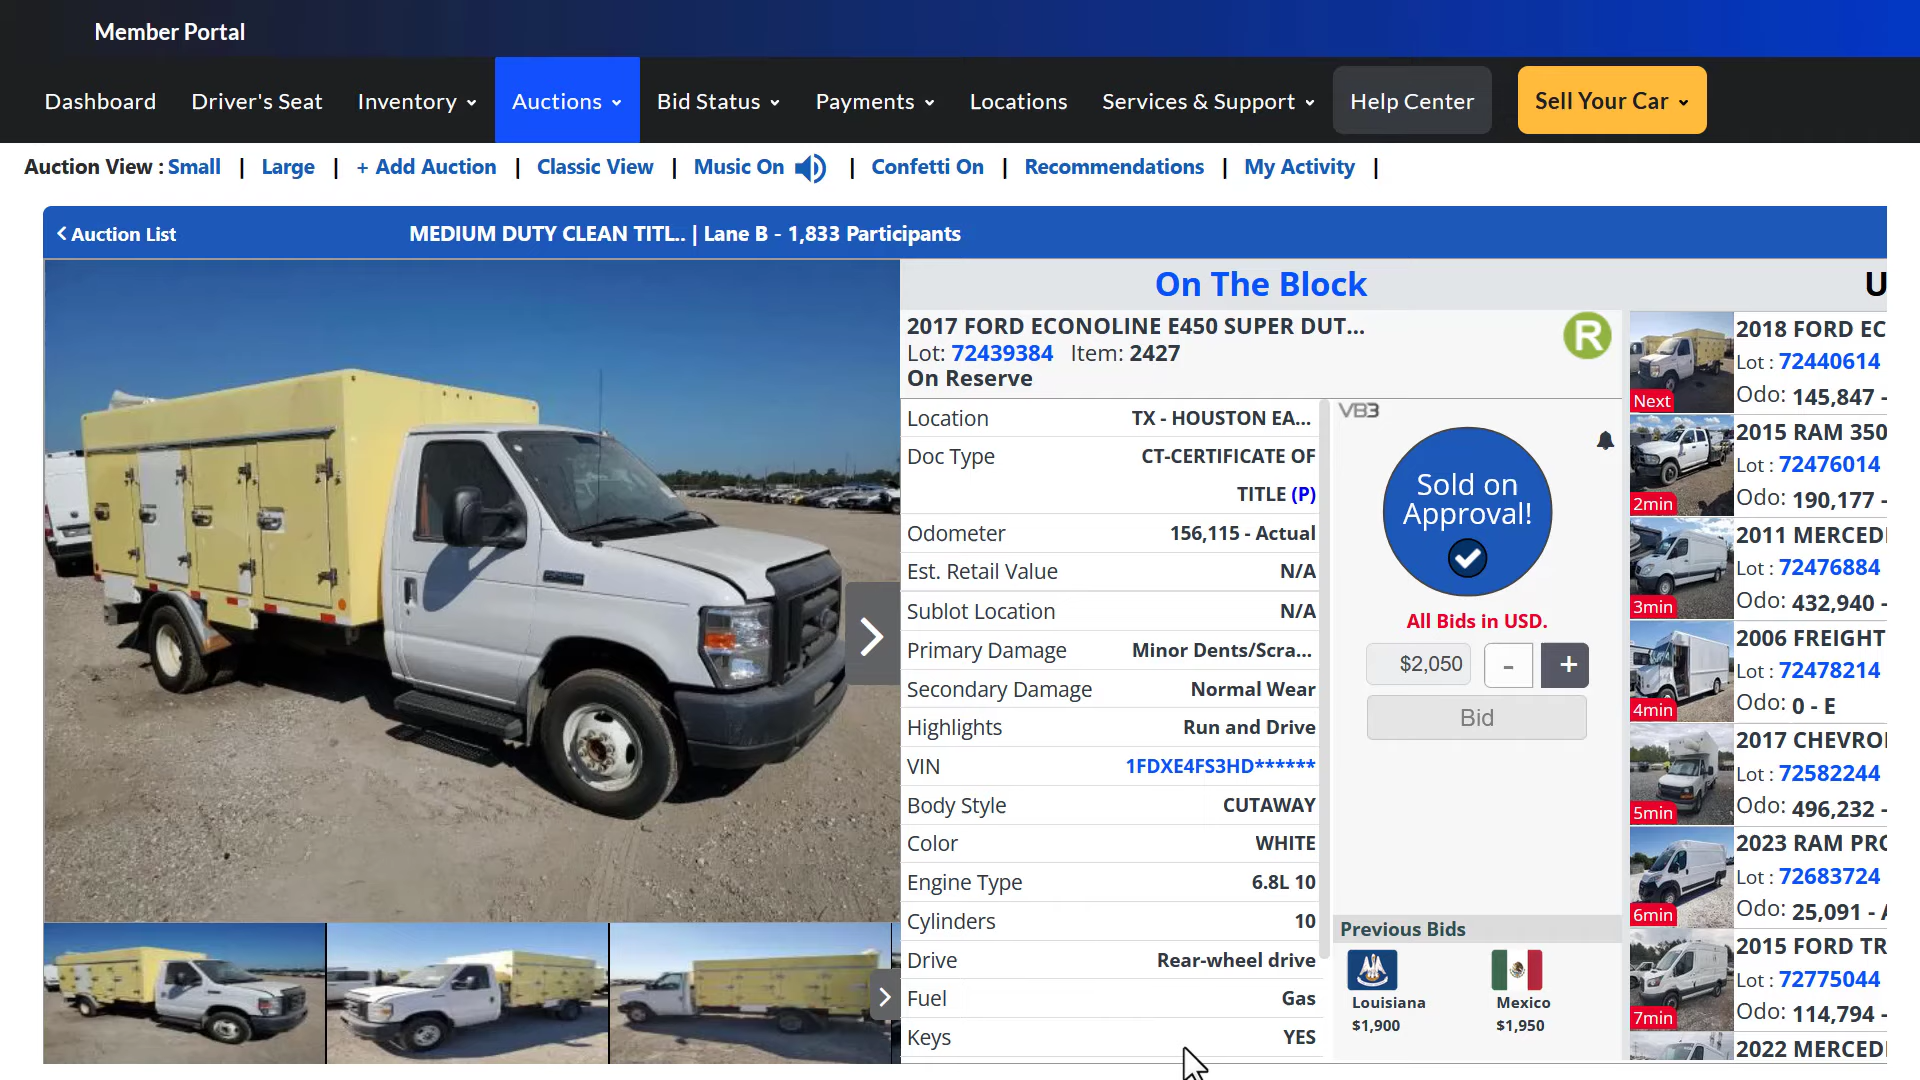 Member Portal
Dashboard
Driver's Seat
Inventory
Auctions
Bid Status
Payments
Locations
Services & Support
Help Center
Sell Your Car
Auction View : Small | Large | + Add Auction | Classic View | Music On | Confetti On | Recommendations | My Activity |
Auction List
MEDIUM DUTY CLEAN TITL.. | Lane B - 1,833 Participants
On The Block
2017 FORD ECONOLINE E450 SUPER DUT...
Lot: 72439384 Item: 2427
On Reserve
R
Location TX - HOUSTON EA...
Doc Type CT-CERTIFICATE OF
TITLE (P)
Odometer 156,115 - Actual
Est. Retail Value N/A
Sublot Location N/A
Primary Damage Minor Dents/Scra...
Secondary Damage Normal Wear
Highlights Run and Drive
VIN 1FDXE4FS3HD******
Body Style CUTAWAY
Color WHITE
Engine Type 6.8L 10
Cylinders 10
Drive Rear-wheel drive
Fuel Gas
Keys YES
VB3
Sold on
Approval!
All Bids in USD.
$2,050 - +
Bid
Previous Bids
Louisiana
$1,900
Mexico
$1,950
U
2018 FORD EC
Lot : 72440614
Odo: 145,847 -
Next
2015 RAM 350
Lot : 72476014
Odo: 190,177 -
2min
2011 MERCED
Lot : 72476884
Odo: 432,940 -
3min
2006 FREIGHT
Lot : 72478214
Odo: 0 - E
4min
2017 CHEVRO
Lot : 72582244
Odo: 496,232 -
5min
2023 RAM PRO
Lot : 72683724
Odo: 25,091 - A
6min
2015 FORD TR
Lot : 72775044
Odo: 114,794 -
7min
2022 MERCED